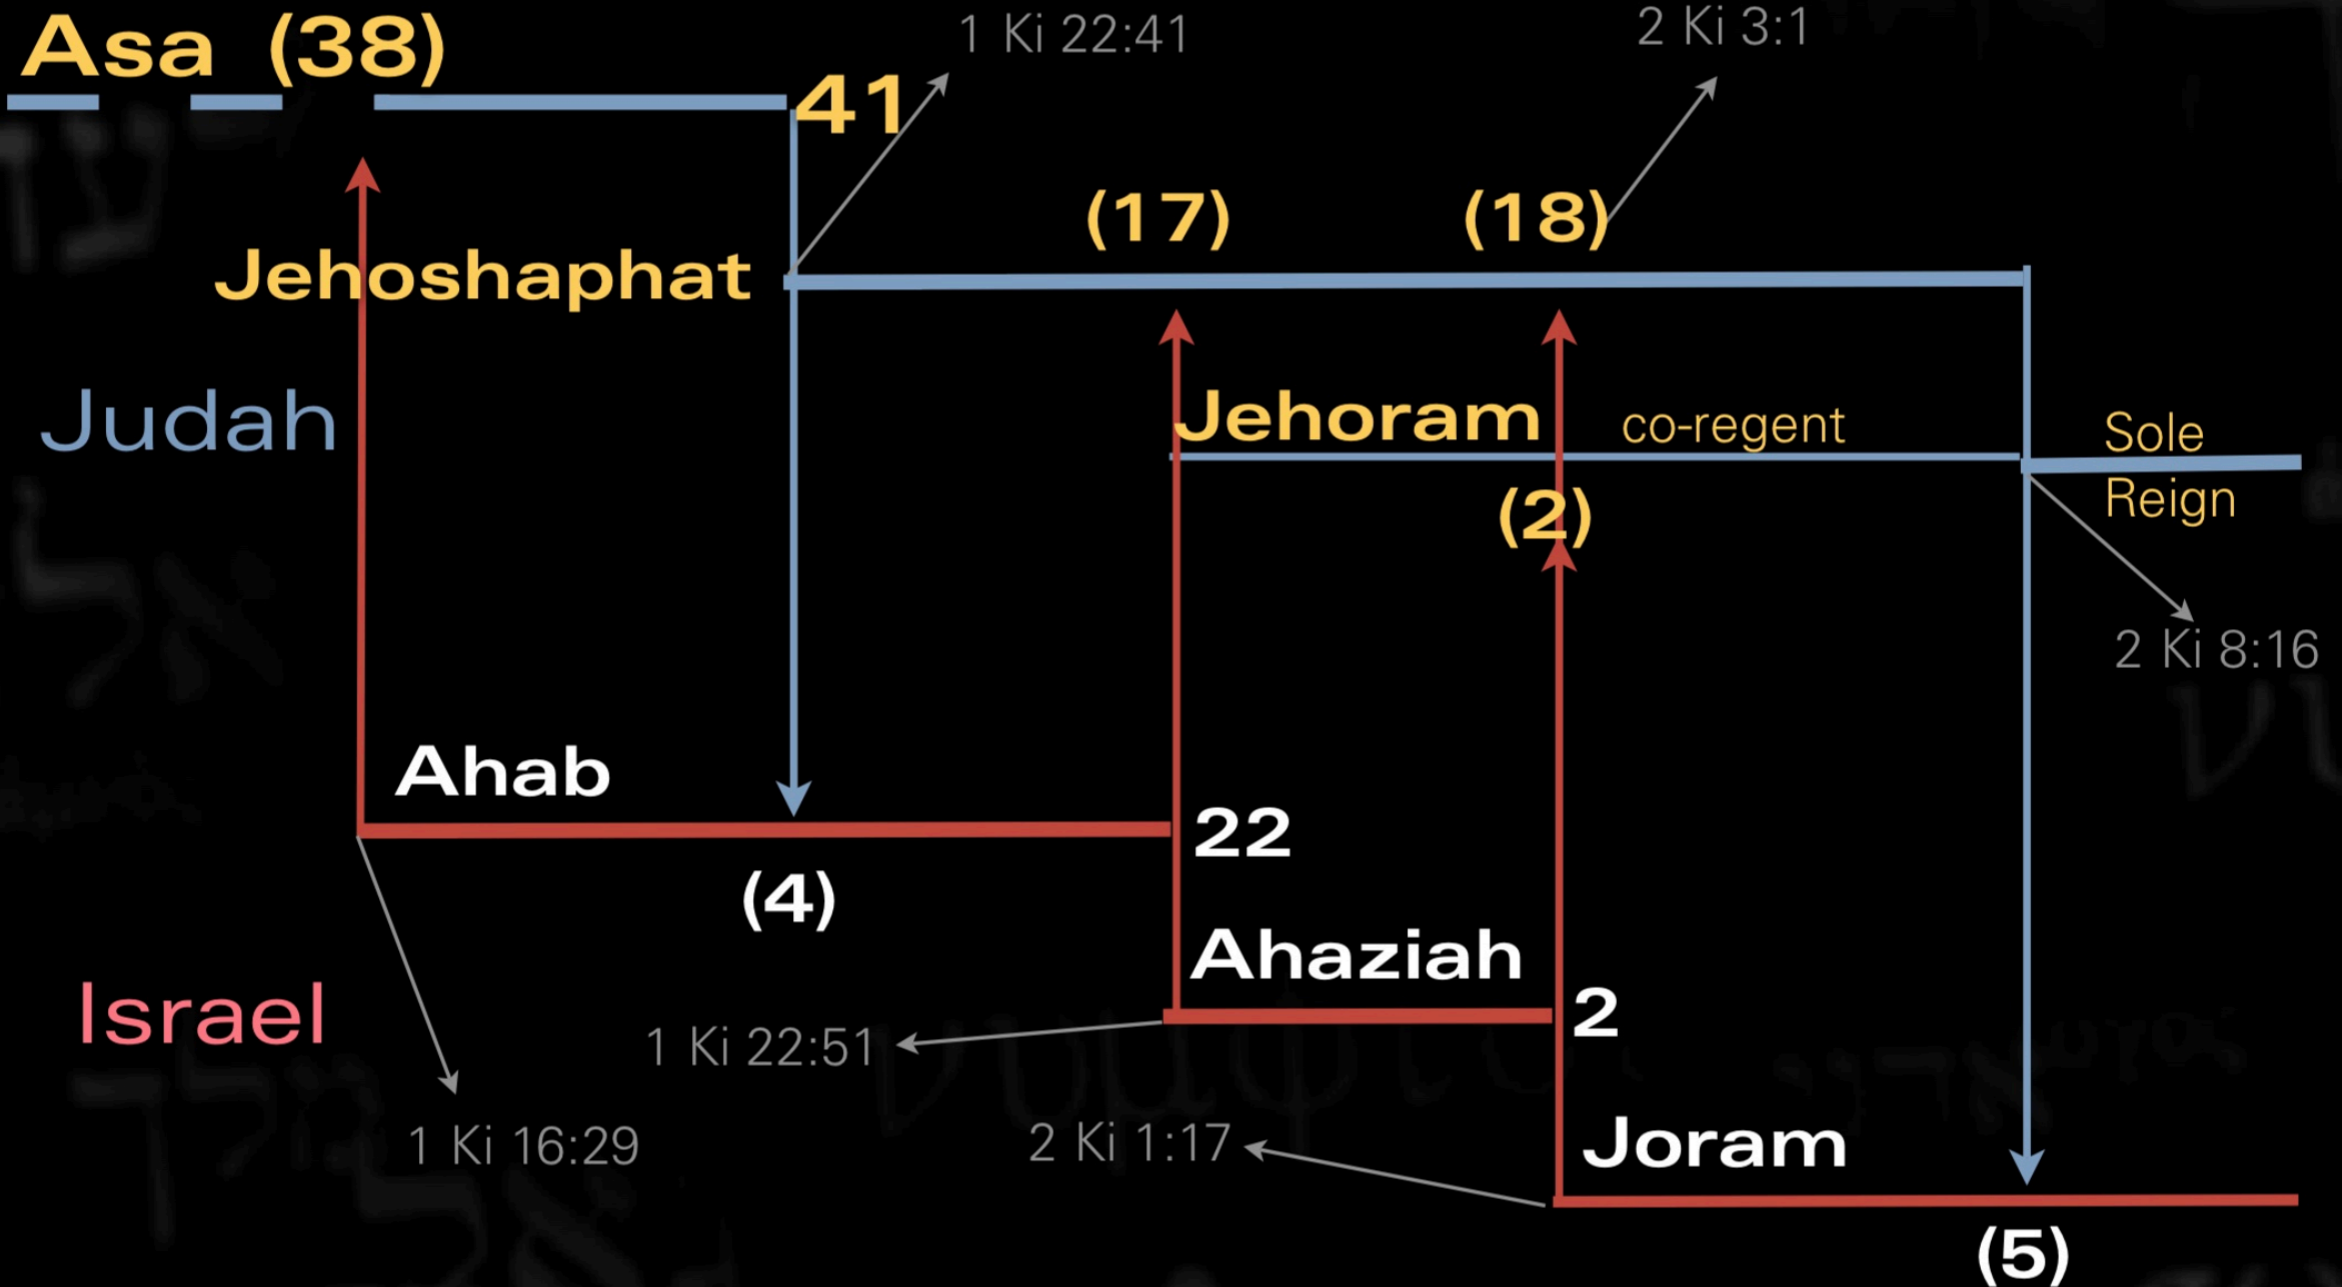 Asa (38)
1 Ki 22:41
2 Ki 3:1
41
(17)
(18)
Jehoshaphat
Judah
Jehoram
co-regent
Sole
Reign
(2)
2 Ki 8:16
Ahab
22
(4)
Ahaziah
Israel
2
1 Ki 22:51
1 Ki 16:29
2 Ki 1:17
Joram
(5)